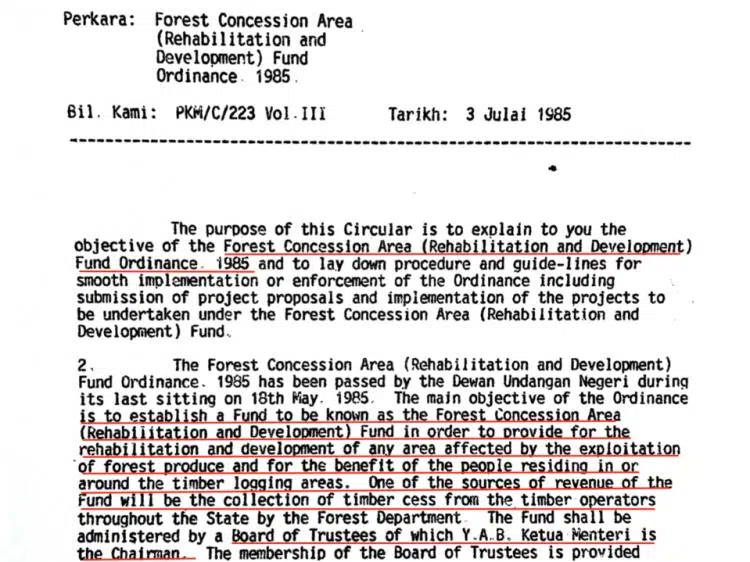 Perkara: Forest Concession Area
(Rehabilitation and
Development) Fund
Ordinance. 1985.
Bil. Kami: PKM/C/223 Vol.III Tarikh: 3 Julai 1985
The purpose of this Circular is to explain to you the
objective of the Forest Concession Area (Rehabilitation and Development)
Fund Ordinance. 1985 and to lay down procedure and guide-lines for
smooth implementation or enforcement of the Ordinance including
submission of project proposals and implementation of the projects to
be undertaken under the Forest Concession Area (Rehabilitation and
Development) Fund.
2. The Forest Concession Area (Rehabilitation and Development)
Fund Ordinance. 1985 has been passed by the Dewan Undangan Negeri during
its last sitting on 18th May. 1985. The main objective of the Ordinance
is to establish a Fund to be known as the Forest Concession Area
(Rehabilitation and Development) Fund in order to provide for the
rehabilitation and development of any area affected by the exploitation
of forest produce and for the benefit of the people residing in or
around the timber logging areas. One of the sources of revenue of the
Fund will be the collection of timber cess from the timber operators
throughout the State by the Forest Department. The Fund shall be
administered by a Board of Trustees of which Y.A.B. Ketua Menteri is
the Chairman. The membership of the Board of Trustees is provided